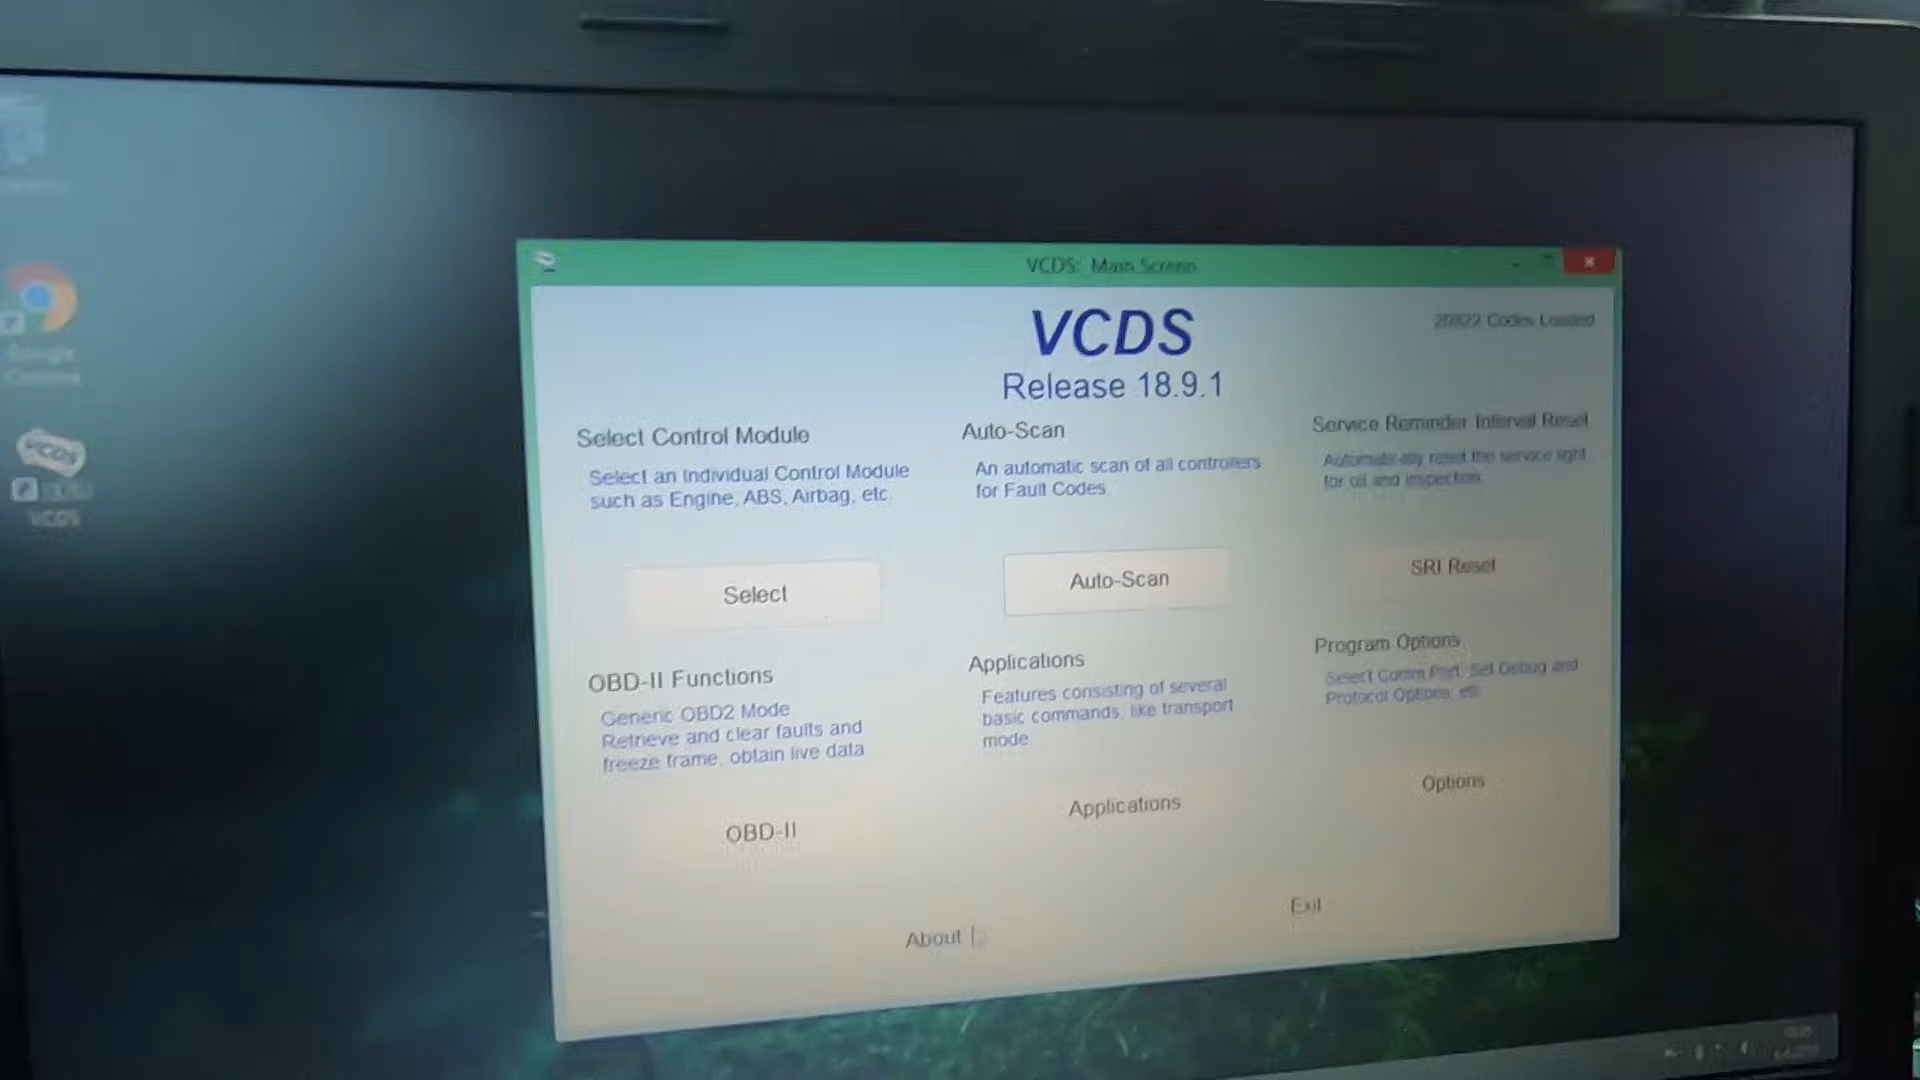 VCDS: Main Screen
VCDS
20822 Codes Loaded
Release 18.9.1
Select Control Module
Select an Individual Control Module
such as Engine, ABS, Airbag, etc.
Select
Auto-Scan
An automatic scan of all controllers
for Fault Codes
Auto-Scan
Service Reminder Interval Reset
Automatically reset the service light
for oil and inspection
SRI Reset
OBD-II Functions
Generic OBD2 Mode
Retrieve and clear faults and
freeze frame, obtain live data
OBD-II
Applications
Features consisting of several
basic commands, like transport
mode
Applications
Program Options
Select Comm Port, Set Debug and
Protocol Options, etc
Options
About
Exit
Google
Chrome
VCDS
VCDS